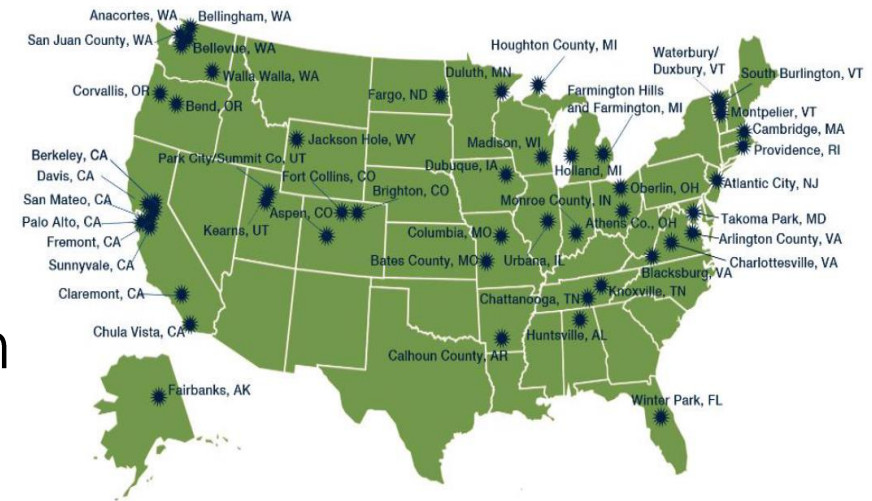 Anacortes, WA
Bellingham, WA
San Juan County, WA
Bellevue, WA
Walla Walla, WA
Corvallis, OR
Bend, OR
Houghton County, MI
Duluth, MN
Fargo, ND
Farmington Hills
and Farmington, MI
Waterbury/
Duxbury, VT
South Burlington, VT
Montpelier, VT
Cambridge, MA
Providence, RI
Jackson Hole, WY
Madison, WI
Holland, MI
Berkeley, CA
Davis, CA
San Mateo, CA
Palo Alto, CA
Fremont, CA
Sunnyvale, CA
Park City/Summit Co. UT
Fort Collins, CO
Brighton, CO
Aspen, CO
Kearns, UT
Dubuque, IA
Monroe County, IN
Oberlin, OH
Atlantic City, NJ
Athens Co., OH
Takoma Park, MD
Arlington County, VA
Charlottesville, VA
Blacksburg, VA
Columbia, MO
Bates County, MO
Urbana, IL
Claremont, CA
Chula Vista, CA
Chattanooga, TN
Knoxville, TN
Huntsville, AL
Calhoun County, AR
Winter Park, FL
Fairbanks, AK
n